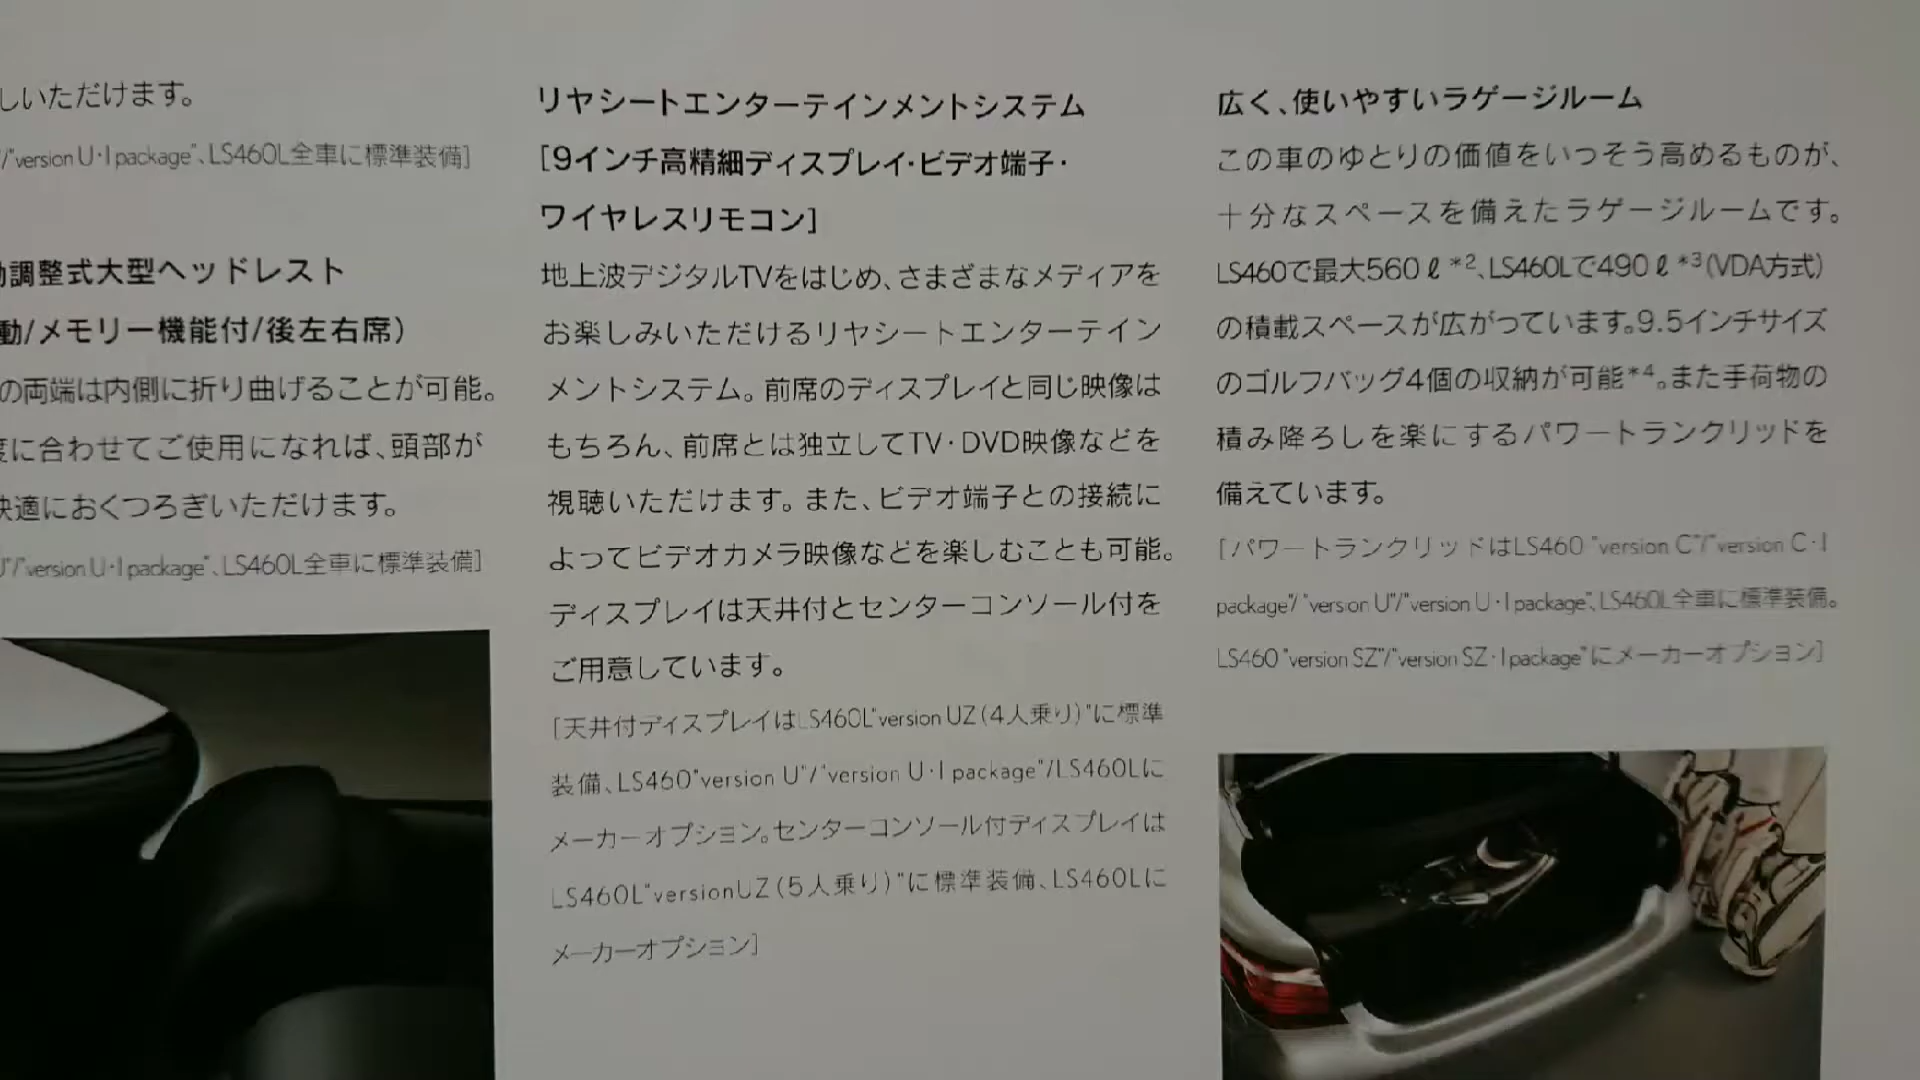 しいただけます。
/"version U·I package"、LS460L全車に標準装備]
調整式大型ヘッドレスト
動/メモリー機能付/後左右席)
の両端は内側に折り曲げることが可能。
に合わせてご使用になれば、頭部が
快適におくつろぎいただけます。
"/"version U·I package"、LS460L全車に標準装備]
リヤシートエンターテインメントシステム
[9インチ高精細ディスプレイ・ビデオ端子・
ワイヤレスリモコン]
地上波デジタルTVをはじめ、さまざまなメディアを
お楽しみいただけるリヤシートエンターテイン
メントシステム。前席のディスプレイと同じ映像は
もちろん、前席とは独立してTV・DVD映像などを
視聴いただけます。また、ビデオ端子との接続に
よってビデオカメラ映像などを楽しむことも可能。
ディスプレイは天井付とセンターコンソール付を
ご用意しています。
[天井付ディスプレイはLS460L"version UZ(4人乗り)"に標準
装備、LS460"version U"/"version U·I package"/LS460Lに
メーカーオプション。センターコンソール付ディスプレイは
LS460L"versionUZ(5人乗り)"に標準装備、LS460Lに
メーカーオプション]
広く、使いやすいラゲージルーム
この車のゆとりの価値をいっそう高めるものが、
十分なスペースを備えたラゲージルームです。
LS460で最大560ℓ*2、LS460Lで490ℓ*3(VDA方式)
の積載スペースが広がっています。9.5インチサイズ
のゴルフバッグ4個の収納が可能*4。また手荷物の
積み降ろしを楽にするパワートランクリッドを
備えています。
[パワートランクリッドはLS460 "version C"/"version C·I
package"/"version U"/"version U·I package"、LS460L全車に標準装備。
LS460 "version SZ"/"version SZ·I package"にメーカーオプション]